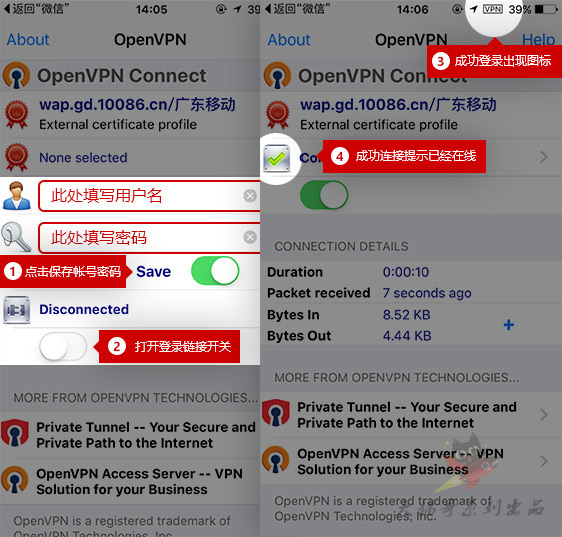 返回“微信”
14:05
39
About
OpenVPN
OpenVPN Connect
wap.gd.10086.cn/广东移动
External certificate profile
None selected
此处填写用户名
此处填写密码
1 点击保存帐号密码
Save
Disconnected
2 打开登录链接开关
MORE FROM OPENVPN TECHNOLOGIES...
Private Tunnel -- Your Secure and
Private Path to the Internet
OpenVPN Access Server -- VPN
Solution for your Business
OpenVPN is a registered trademark of
OpenVPN Technologies, Inc.
返回“微信”
14:06
VPN
39%
About
OpenVPN
Help
3 成功登录出现图标
OpenVPN Connect
wap.gd.10086.cn/广东移动
External certificate profile
4 成功连接提示已经在线
CONNECTION DETAILS
Duration 0:00:10
Packet received 7 seconds ago
Bytes In 8.52 KB
Bytes Out 4.44 KB
+
MORE FROM OPENVPN TECHNOLOGIES...
Private Tunnel -- Your Secure and
Private Path to the Internet
OpenVPN Access Server -- VPN
Solution for your Business
OpenVPN is a registered trademark of
OpenVPN Technologies, Inc.